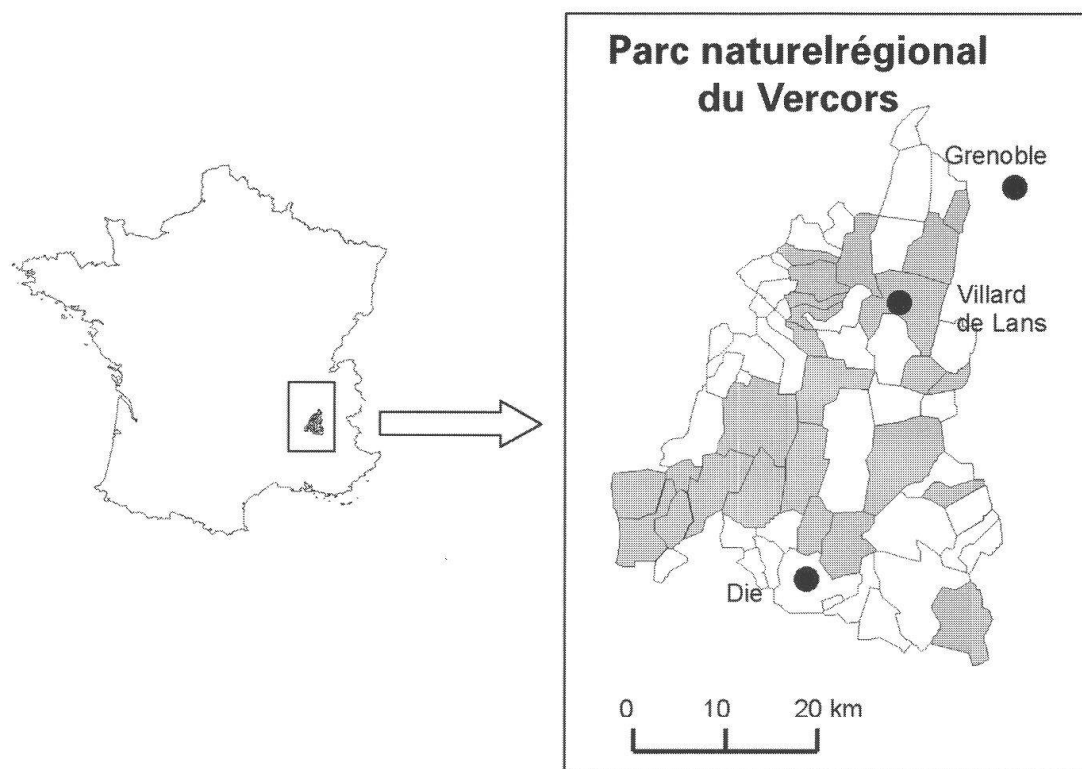 Parc naturelrégional
du Vercors
Grenoble
Villard
de Lans
Die
0 10 20 km